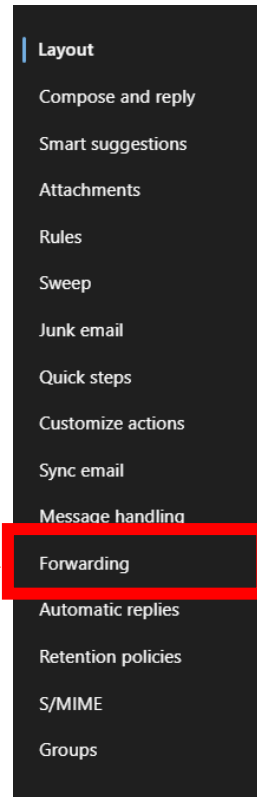 Layout
Compose and reply
Smart suggestions
Attachments
Rules
Sweep
Junk email
Quick steps
Customize actions
Sync email
Message handling
Forwarding
Automatic replies
Retention policies
S/MIME
Groups